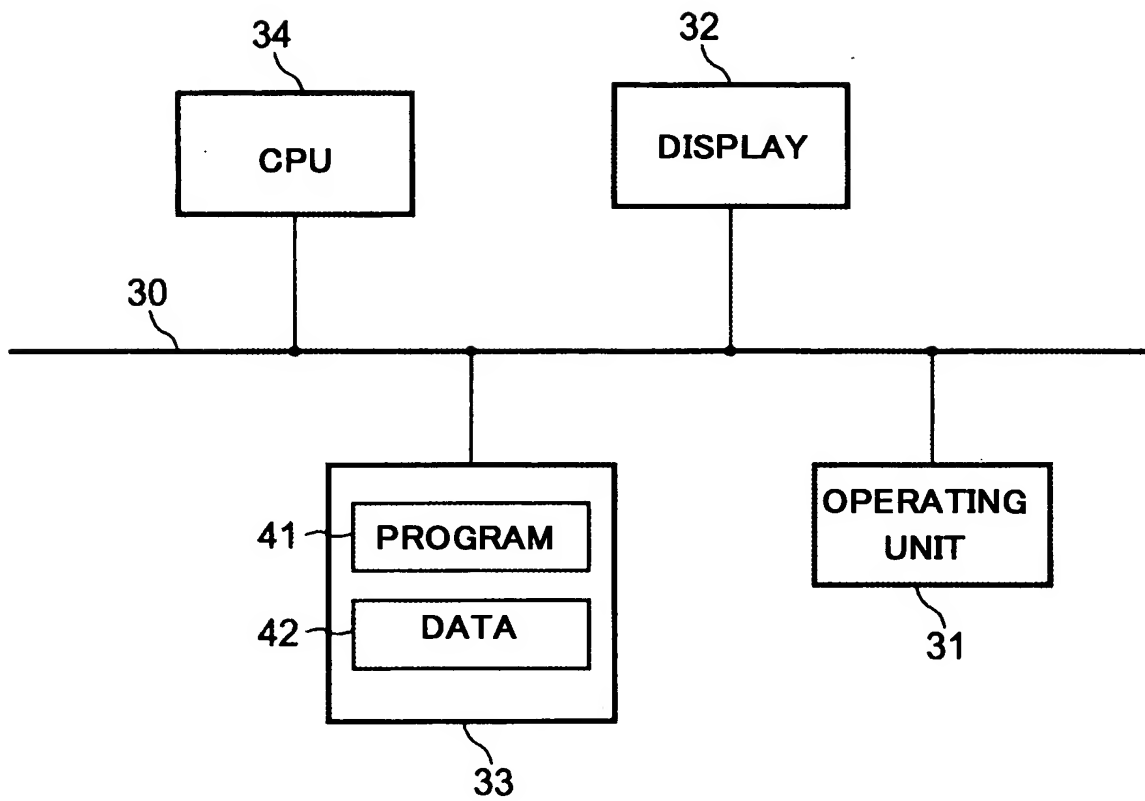 34
32
CPU
DISPLAY
30
41
PROGRAM
OPERATING
UNIT
42
DATA
31
33